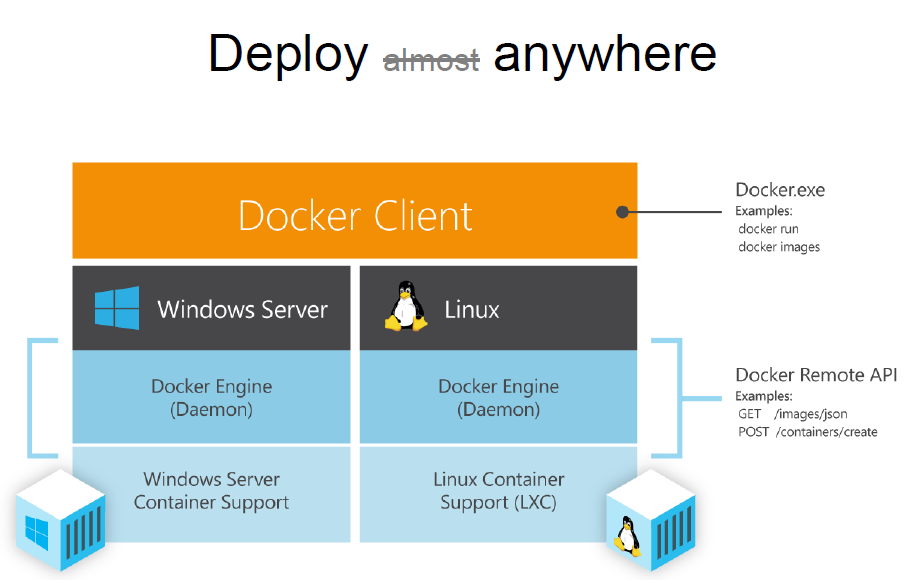 Deploy almost anywhere
Docker Client
Docker.exe
Examples:
docker run
docker images
Windows Server
Linux
Docker Engine
(Daemon)
Docker Engine
(Daemon)
Docker Remote API
Examples:
GET /images/json
POST /containers/create
Windows Server
Container Support
Linux Container
Support (LXC)